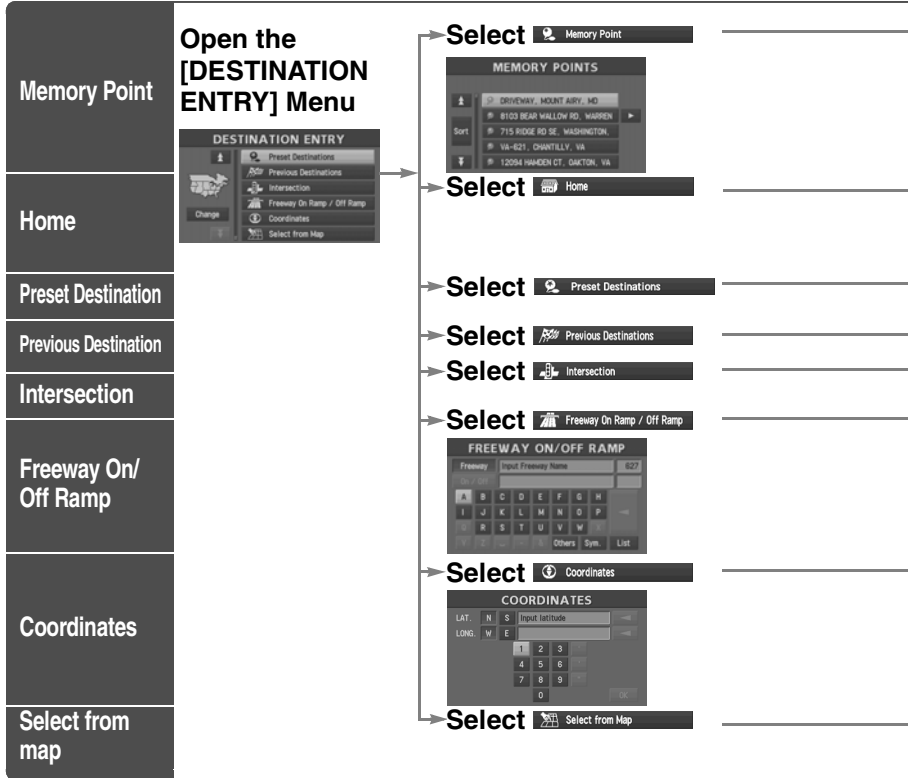 Memory Point
Home
Preset Destination
Previous Destination
Intersection
Freeway On/
Off Ramp
Coordinates
Select from
map
Open the
[DESTINATION
ENTRY] Menu
DESTINATION ENTRY
Preset Destinations
Previous Destinations
Intersection
Freeway On Ramp / Off Ramp
Coordinates
Select from Map
Change
Select Memory Point
MEMORY POINTS
DRIVEWAY, MOUNT AIRY, MD
8103 BEAR WALLOW RD, WARREN
Sort
715 RIDGE RD SE, WASHINGTON,
VA-621, CHANTILLY, VA
12094 HAMDEN CT, OAKTON, VA
Select Home
Select Preset Destinations
Select Previous Destinations
Select Intersection
Select Freeway On Ramp / Off Ramp
FREEWAY ON/OFF RAMP
Freeway Input Freeway Name 627
On / Off
A B C D E F G H
I J K L M N O P
Q R S T U V W X
Y Z Others Sym. List
Select Coordinates
COORDINATES
LAT. N S Input latitude
LONG. W E
1 2 3
4 5 6
7 8 9
0 OK
Select Select from Map